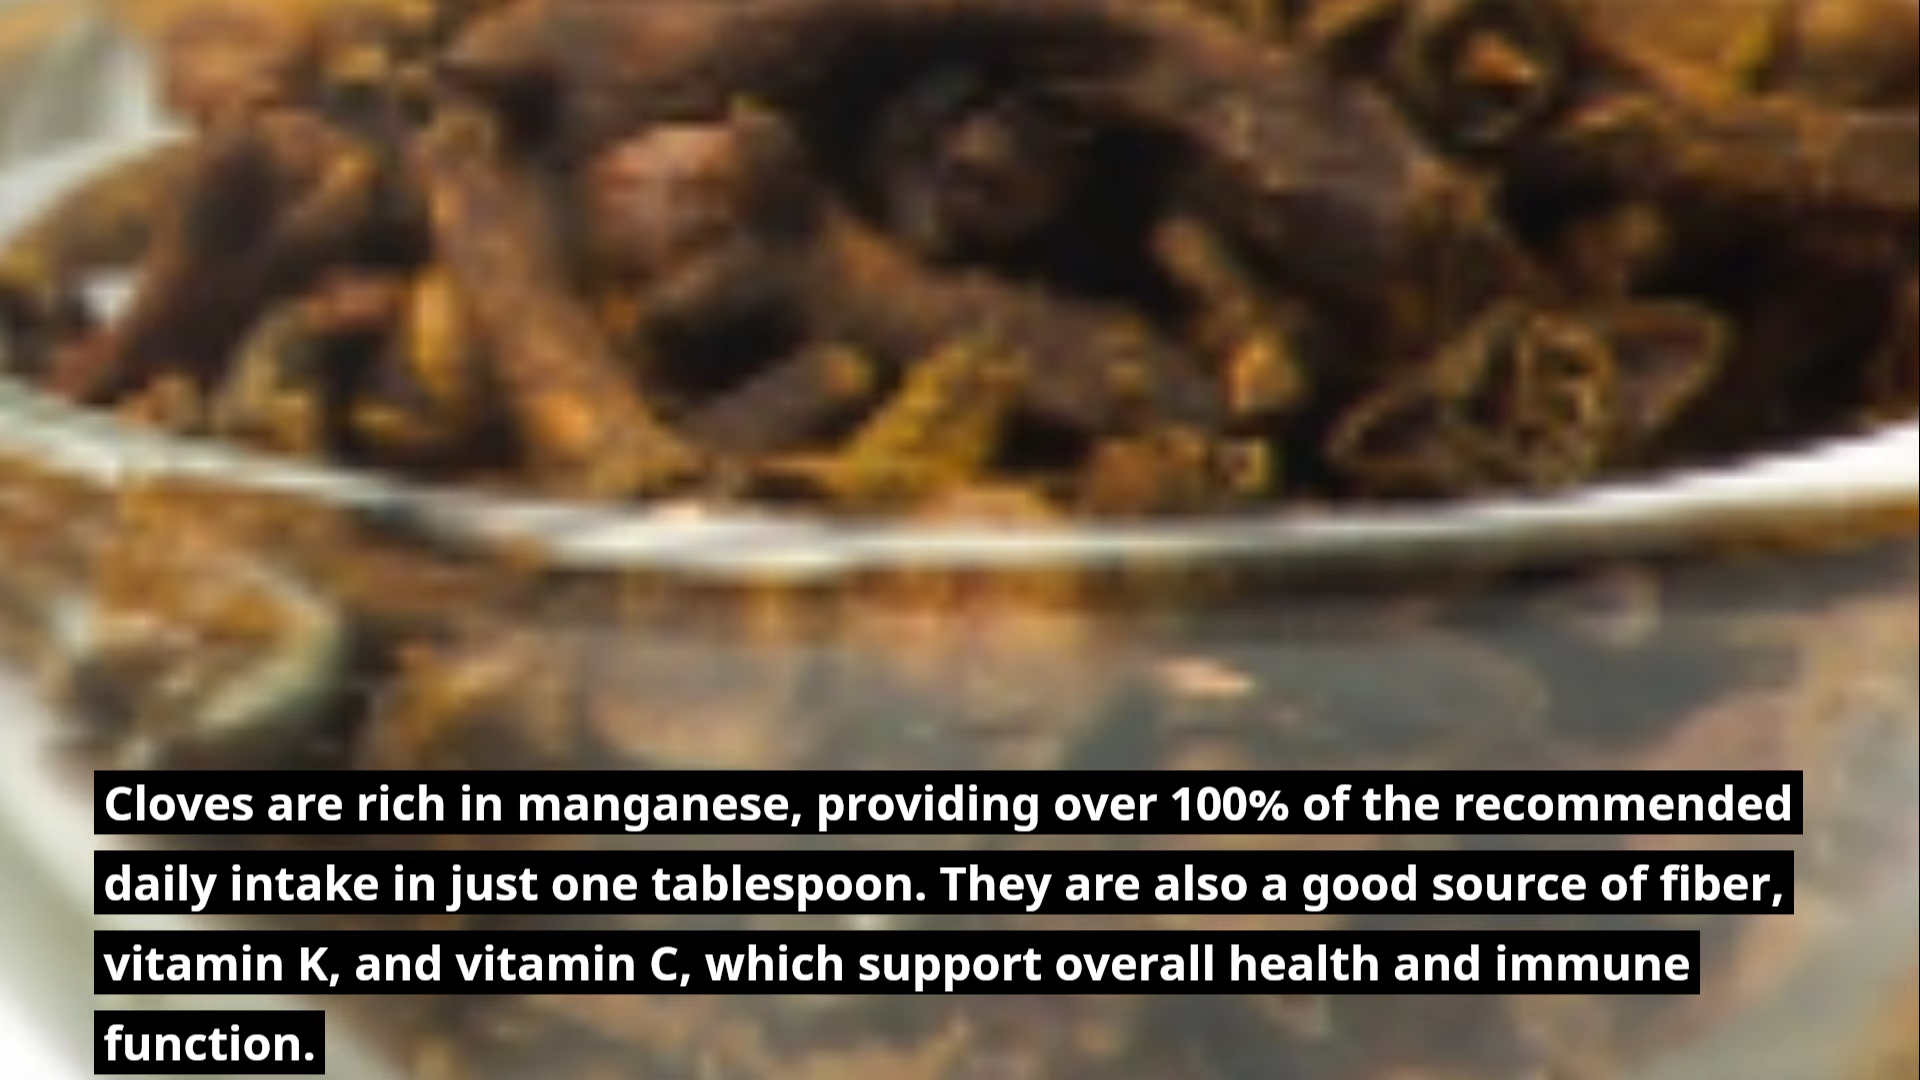 Cloves are rich in manganese, providing over 100% of the recommended
daily intake in just one tablespoon. They are also a good source of fiber,
vitamin K, and vitamin C, which support overall health and immune
function.